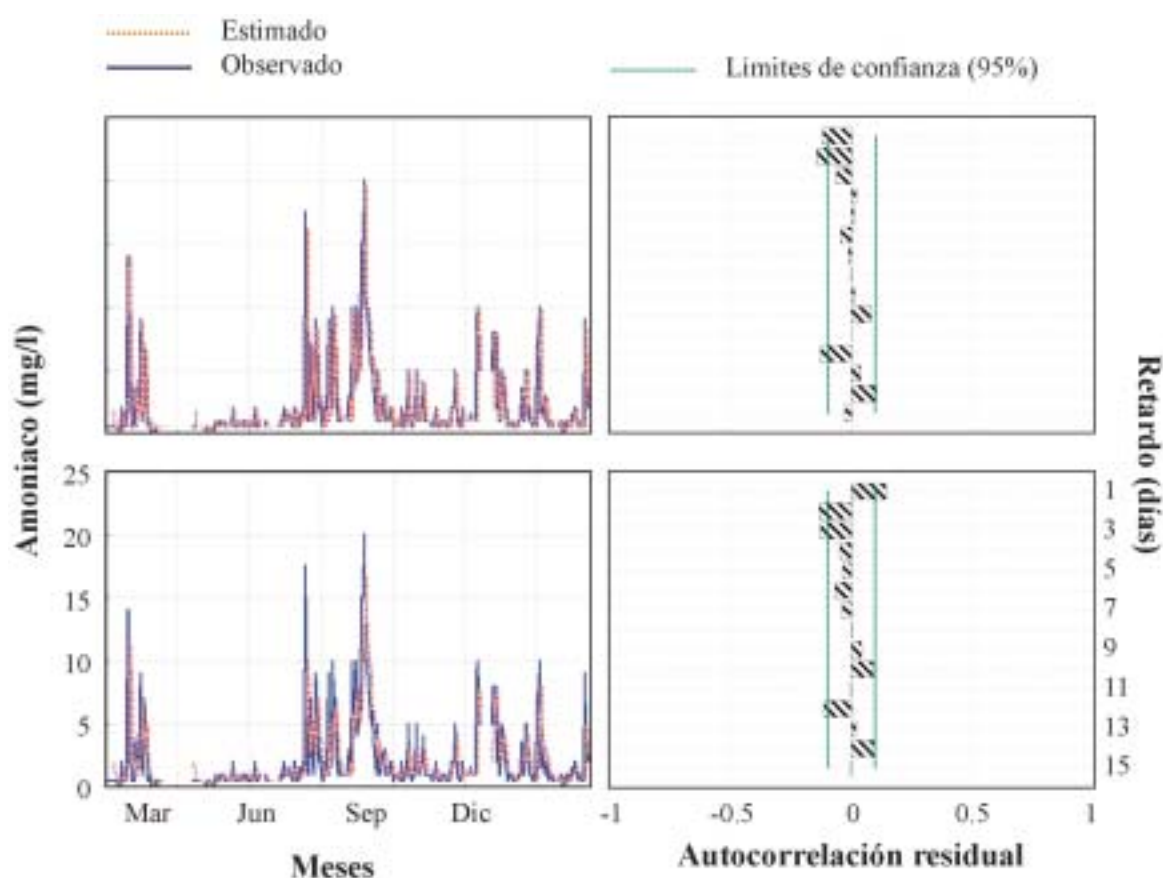 Estimado
Observado
Limites de confianza (95%)
Amoniaco (mg/l)
25
20
15
10
5
0
Mar Jun Sep Dic
Meses
-1 -0.5 0 0.5 1
Autocorrelación residual
1
3
5
7
9
11
13
15
Retardo (días)